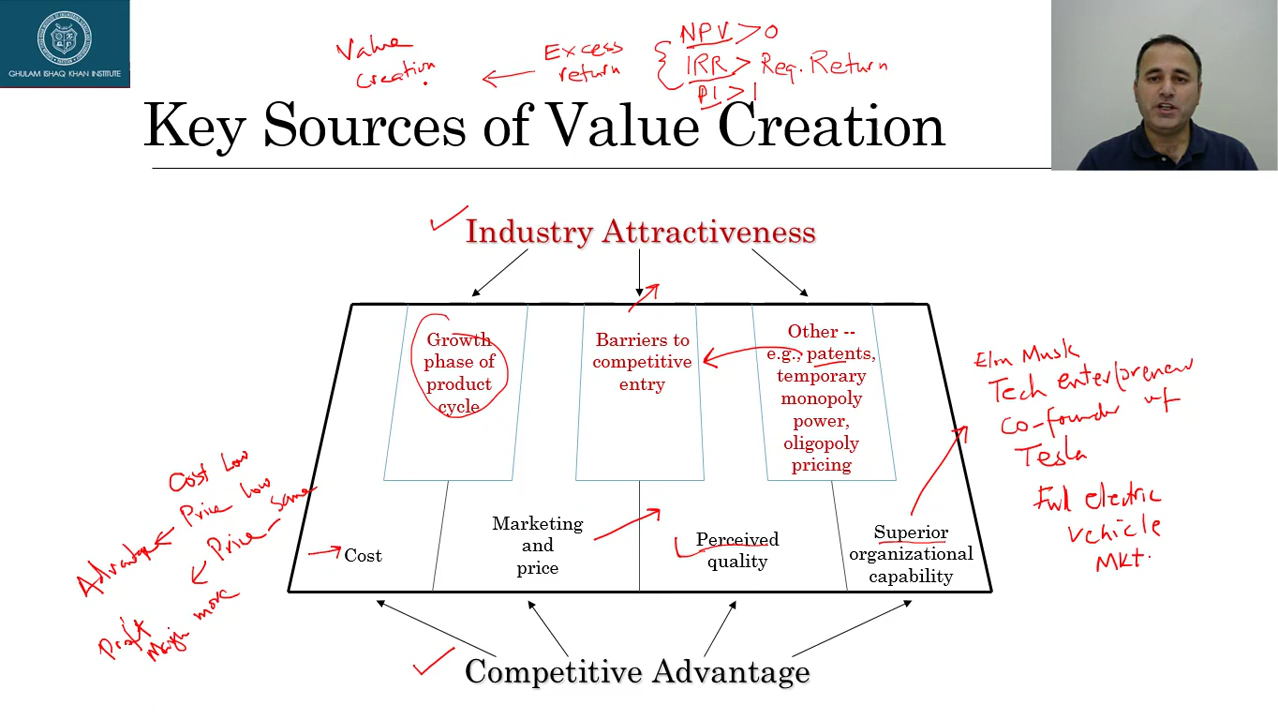 GHULAM ISHAQ KHAN INSTITUTE
Value
Creation.
Excess
return
NPV > 0
IRR > Req. Return
PI > 1
Key Sources of Value Creation
Industry Attractiveness
Growth
phase of
product
cycle
Barriers to
competitive
entry
Other --
e.g., patents,
temporary
monopoly
power,
oligopoly
pricing
Elon Musk
Tech enterpreneur
Co-founder of
Tesla
Full electric
Vehicle
Mkt.
Cost Low
Price low
Price - same
Advantage
Profit
Margin more
Cost
Marketing
and
price
Perceived
quality
Superior
organizational
capability
Competitive Advantage